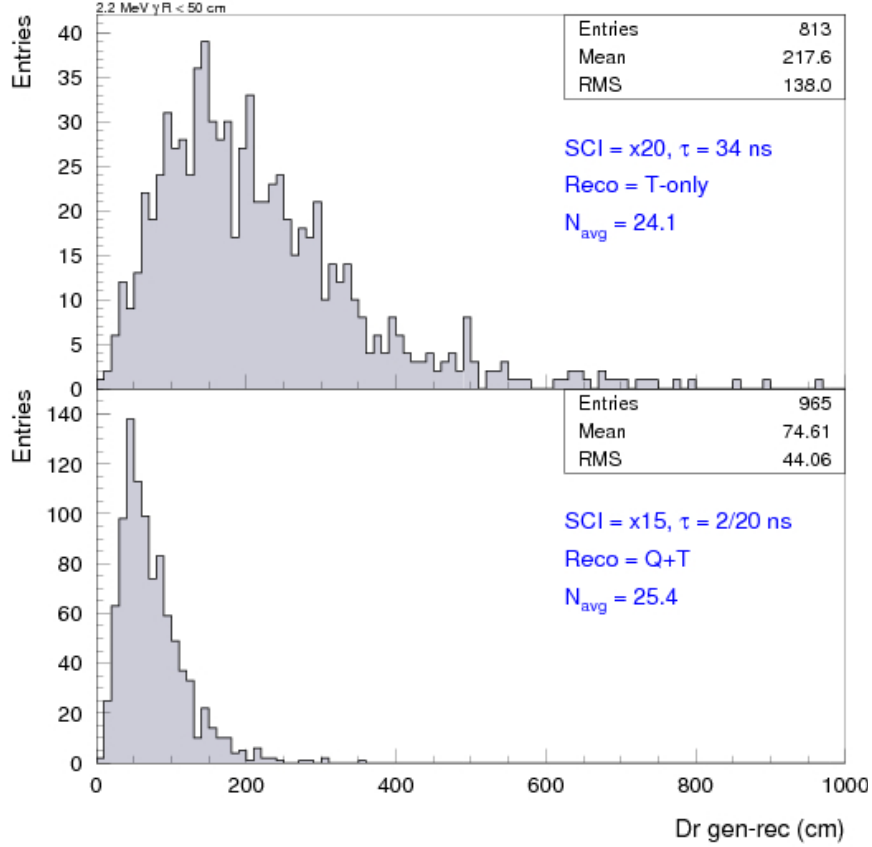 2.2 MeV γ R < 50 cm
Entries
40
35
30
25
20
15
10
5
0
Entries 813
Mean 217.6
RMS 138.0
SCI = x20, τ = 34 ns
Reco = T-only
Navg = 24.1
Entries
140
120
100
80
60
40
20
0
Entries 965
Mean 74.61
RMS 44.06
SCI = x15, τ = 2/20 ns
Reco = Q+T
Navg = 25.4
0 200 400 600 800 1000
Dr gen-rec (cm)